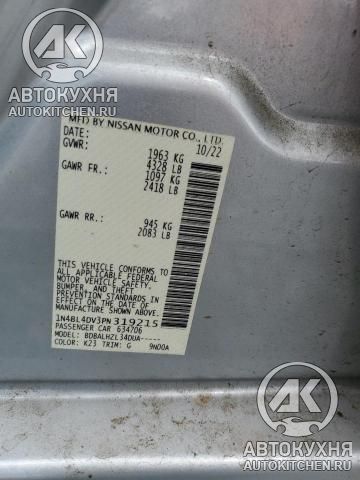 АВТОКУХНЯ
AUTOKITCHEN.RU
MFD BY NISSAN MOTOR CO., LTD.
DATE: 10/22
GVWR: 1963 KG
4328 LB
GAWR FR: 1097 KG
2418 LB
GAWR RR: 945 KG
2083 LB
THIS VEHICLE CONFORMS TO
ALL APPLICABLE FEDERAL
MOTOR VEHICLE SAFETY
BUMPER, AND THEFT
PREVENTION STANDARDS IN
EFFECT ON THE DATE OF
MANUFACTURE SHOWN ABOVE.
1N4BL4DV3PN319215
PASSENGER CAR 634706
MODEL: BDBALHZL34DUA-----
COLOR: K23 TRIM: G 9N00A
АВТОКУХНЯ
AUTOKITCHEN.RU